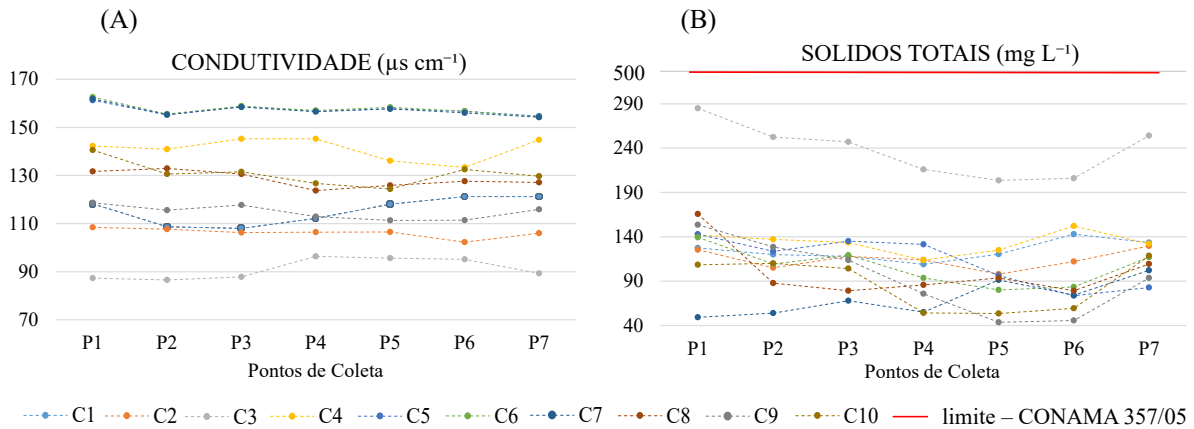 (A)
CONDUTIVIDADE (µs cm⁻¹)
170
150
130
110
90
70
P1 P2 P3 P4 P5 P6 P7
Pontos de Coleta
(B)
SOLIDOS TOTAIS (mg L⁻¹)
500
290
240
190
140
90
40
P1 P2 P3 P4 P5 P6 P7
Pontos de Coleta
C1 C2 C3 C4 C5 C6 C7 C8 C9 C10 limite – CONAMA 357/05